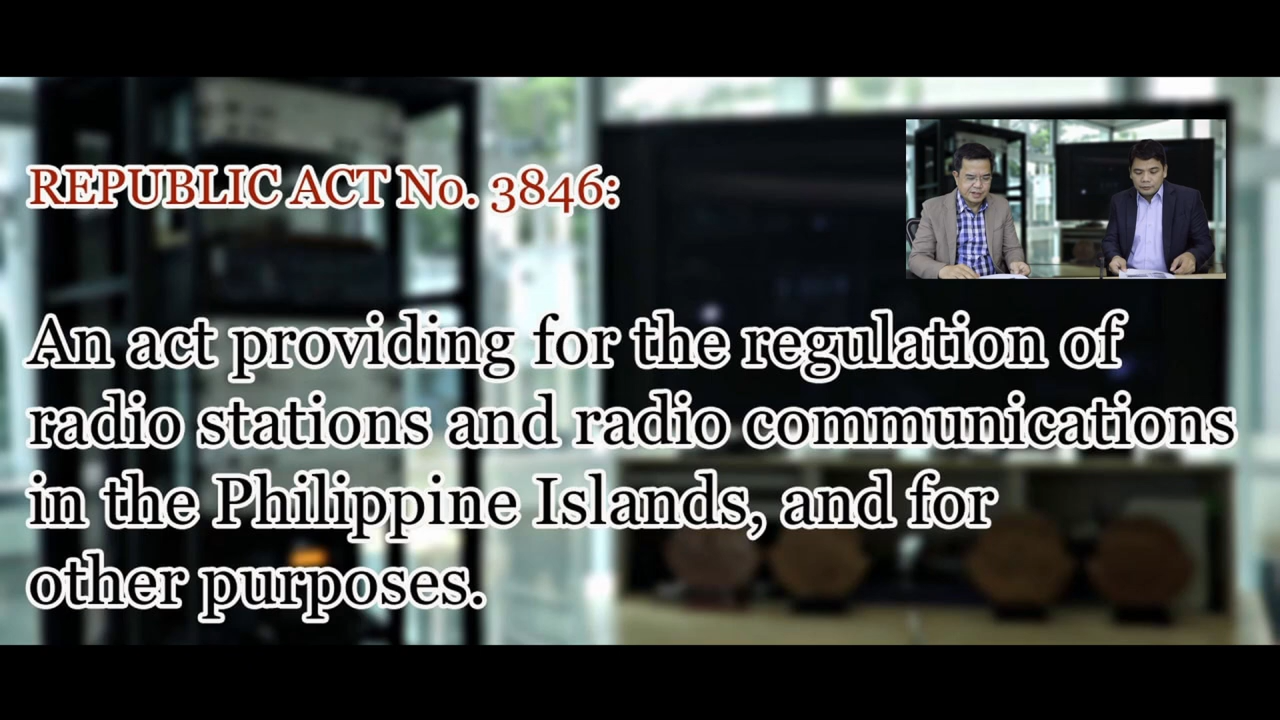 REPUBLIC ACT No. 3846:
An act providing for the regulation of
radio stations and radio communications
in the Philippine Islands, and for
other purposes.